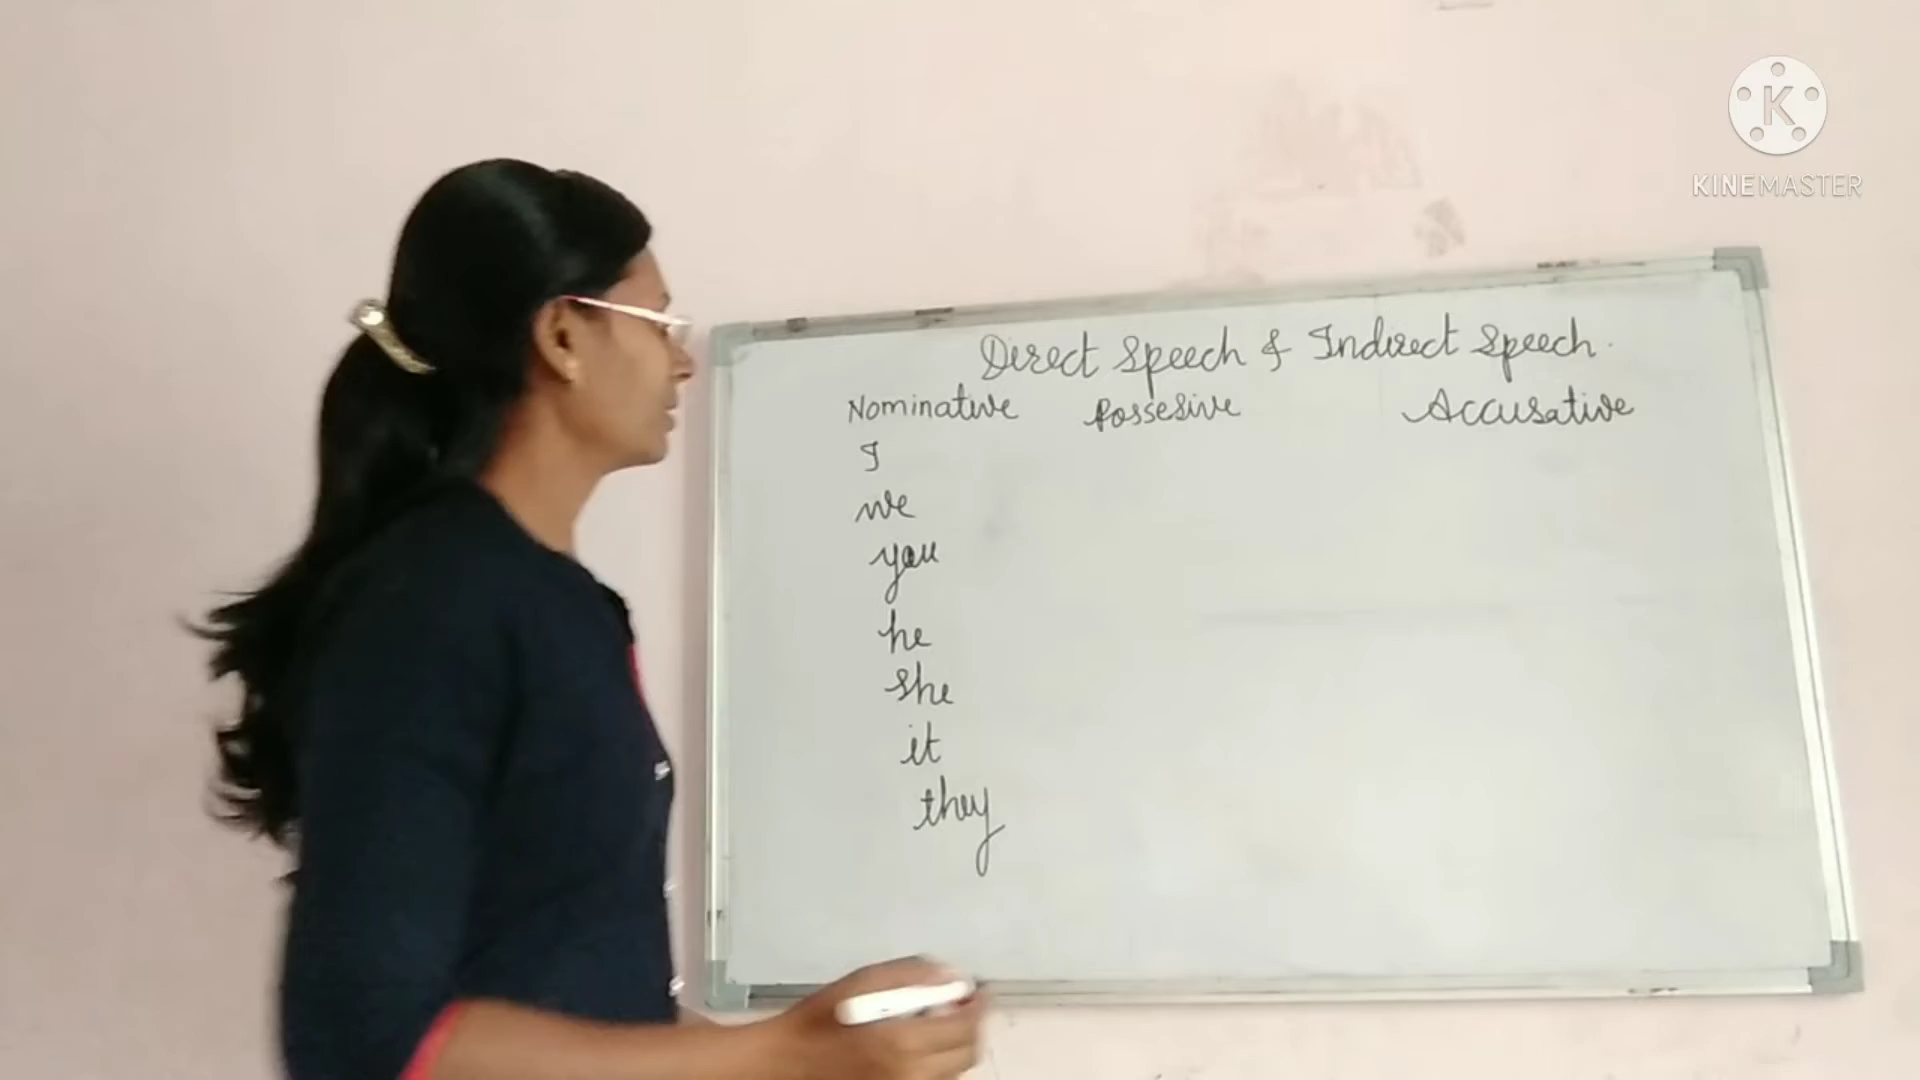 K
KINEMASTER
Direct Speech & Indirect Speech.
Nominative Possesive Accusative
I
we
you
he
she
it
they